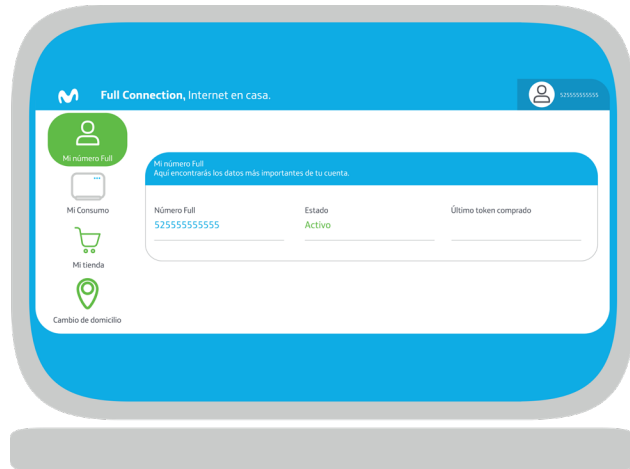 Full Connection, Internet en casa.
525555555555
Mi número Full
Mi Consumo
Mi tienda
Cambio de domicilio
Mi número Full
Aquí encontrarás los datos más importantes de tu cuenta.
Número Full
Estado
Último token comprado
525555555555
Activo